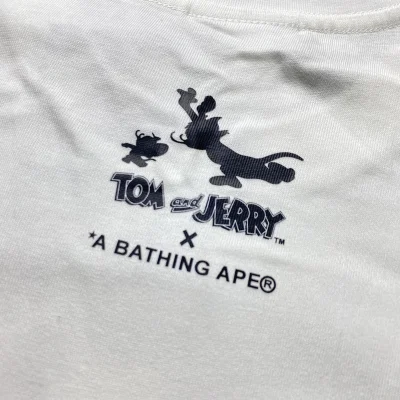 TOM and JERRY™
X
*A BATHING APE®